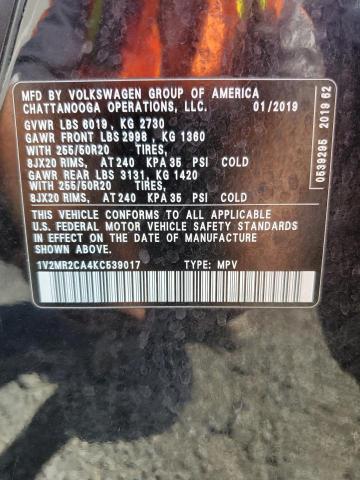 MFD BY VOLKSWAGEN GROUP OF AMERICA
CHATTANOOGA OPERATIONS, LLC. 01/2019
GVWR LBS 6019, KG 2730
GAWR FRONT LBS 2998, KG 1360
WITH 255/50R20 TIRES,
8JX20 RIMS, AT 240 KPA 35 PSI COLD
GAWR REAR LBS 3131, KG 1420
WITH 255/50R20 TIRES,
8JX20 RIMS, AT 240 KPA 35 PSI COLD
THIS VEHICLE CONFORMS TO ALL APPLICABLE
U.S. FEDERAL MOTOR VEHICLE SAFETY STANDARDS
IN EFFECT ON THE DATE OF MANUFACTURE
SHOWN ABOVE.
1V2MR2CA4KC539017 TYPE: MPV
0539295 2019 62